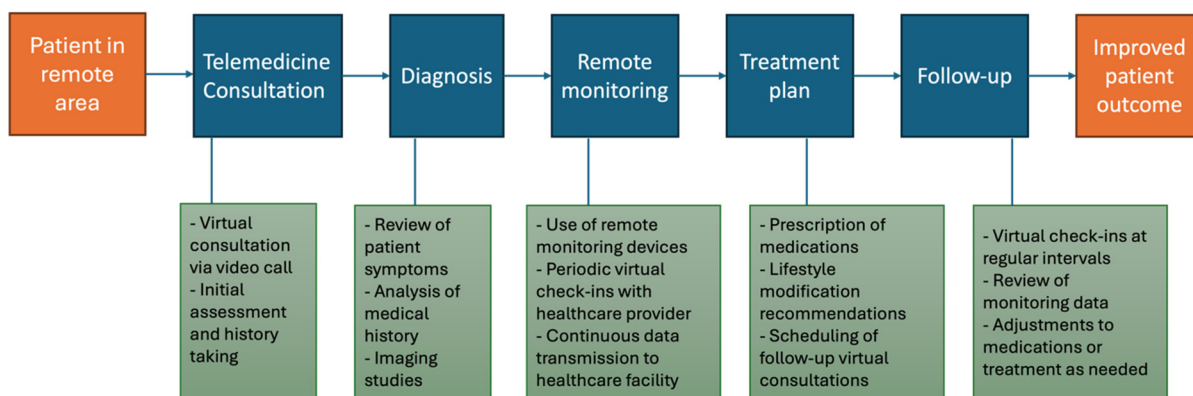 Patient in
remote
area
Telemedicine
Consultation
Diagnosis
Remote
monitoring
Treatment
plan
Follow-up
Improved
patient
outcome
- Virtual
consultation
via video call
- Initial
assessment
and history
taking
- Review of
patient
symptoms
- Analysis of
medical
history
- Imaging
studies
- Use of remote
monitoring devices
- Periodic virtual
check-ins with
healthcare provider
- Continuous data
transmission to
healthcare facility
- Prescription of
medications
- Lifestyle
modification
recommendations
- Scheduling of
follow-up virtual
consultations
- Virtual check-ins at
regular intervals
- Review of
monitoring data
- Adjustments to
medications or
treatment as needed